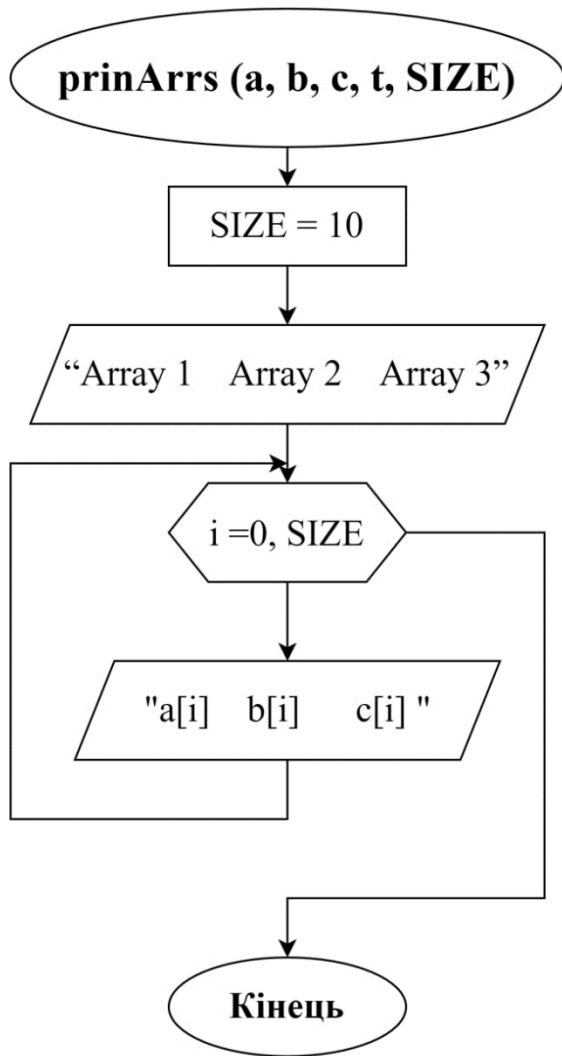 prinArrs (a, b, c, t, SIZE)
SIZE = 10
“Array 1 Array 2 Array 3”
i =0, SIZE
"a[i] b[i] c[i] "
Кінець